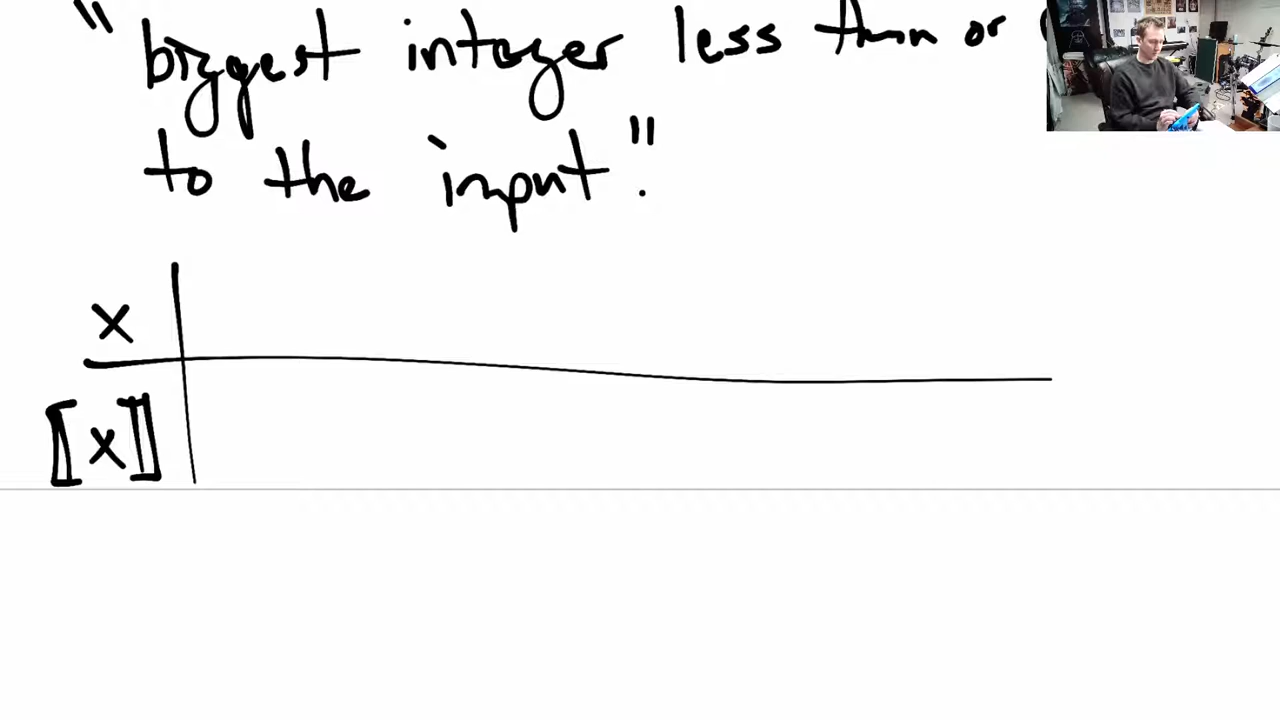 "biggest integer less than or
to the input".
x
⟦x⟧